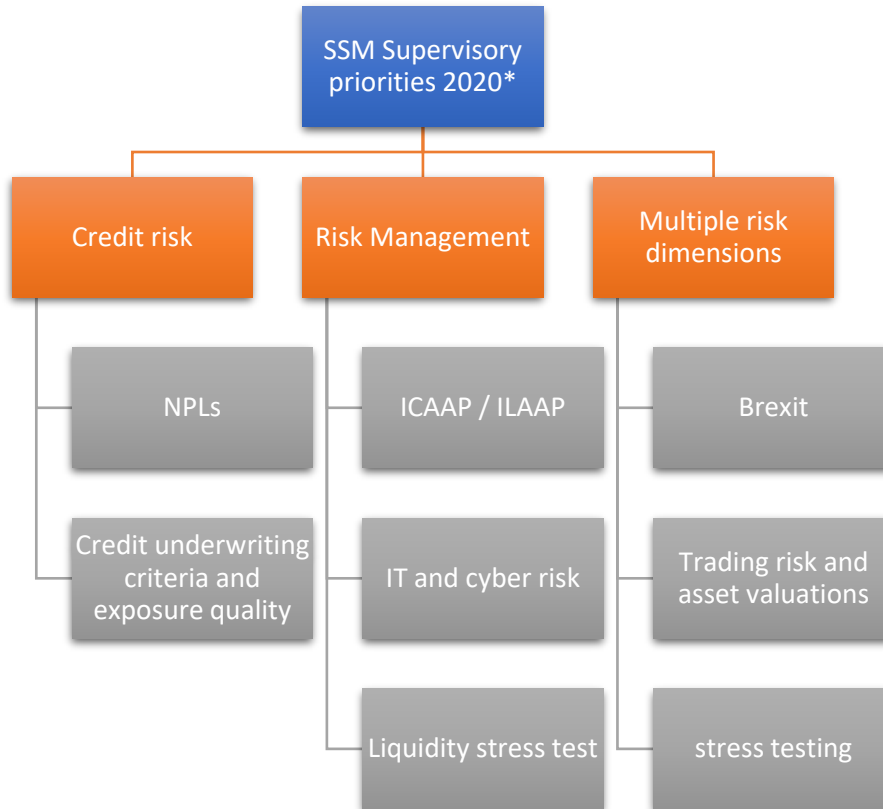 SSM Supervisory
priorities 2020*
Credit risk
Risk Management
Multiple risk
dimensions
NPLs
ICAAP / ILAAP
Brexit
Credit underwriting
criteria and
exposure quality
IT and cyber risk
Trading risk and
asset valuations
Liquidity stress test
stress testing